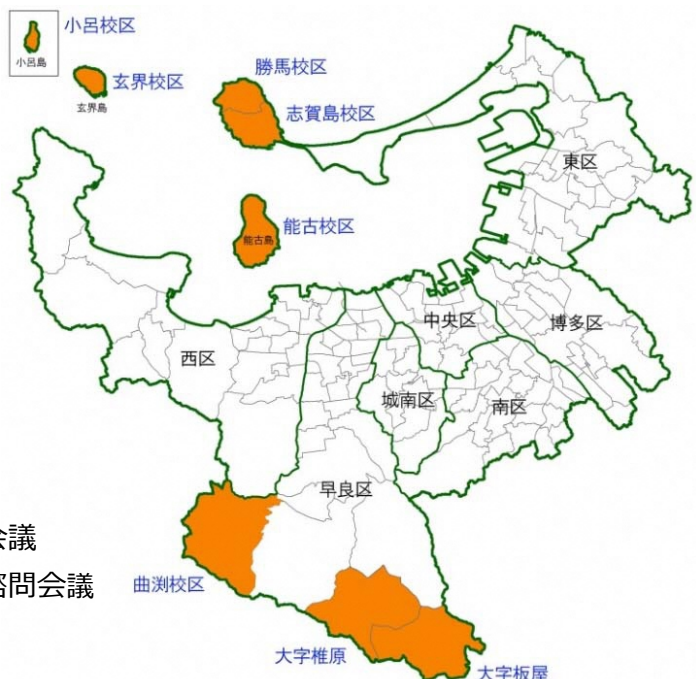 小呂校区
小呂島
玄界校区
玄界島
勝馬校区
志賀島校区
東区
能古校区
能古島
中央区
博多区
西区
城南区
南区
早良区
会議
諮問会議
曲渕校区
大字椎原
大字板屋